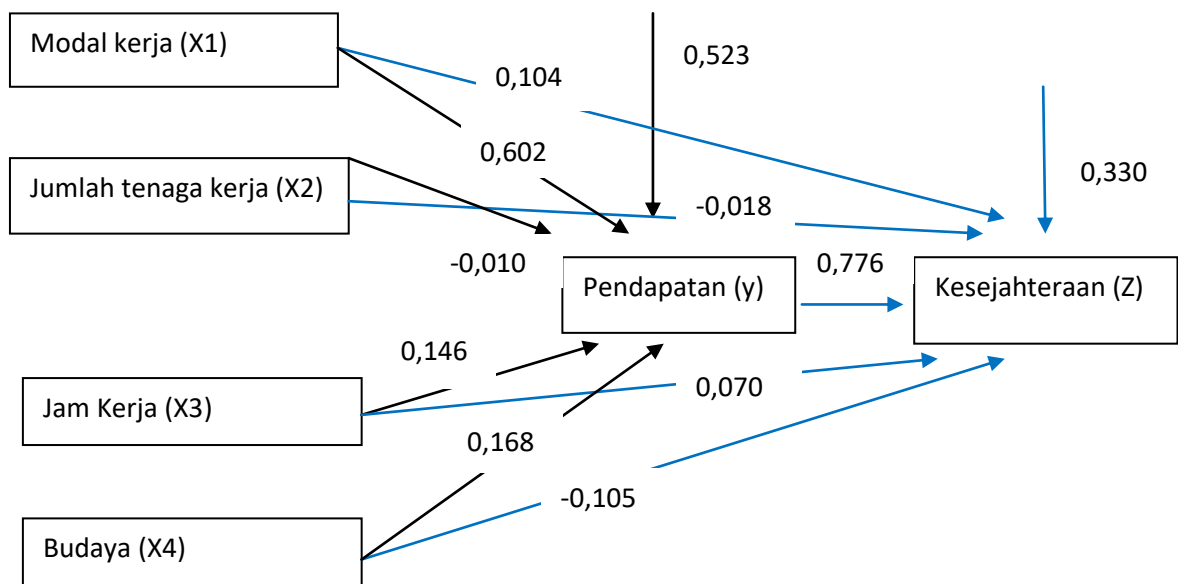 Modal kerja (X1)
0,523
0,104
0,602
Jumlah tenaga kerja (X2)
0,330
-0,018
-0,010
0,776
Pendapatan (y)
Kesejahteraan (Z)
0,146
Jam Kerja (X3)
0,070
0,168
-0,105
Budaya (X4)